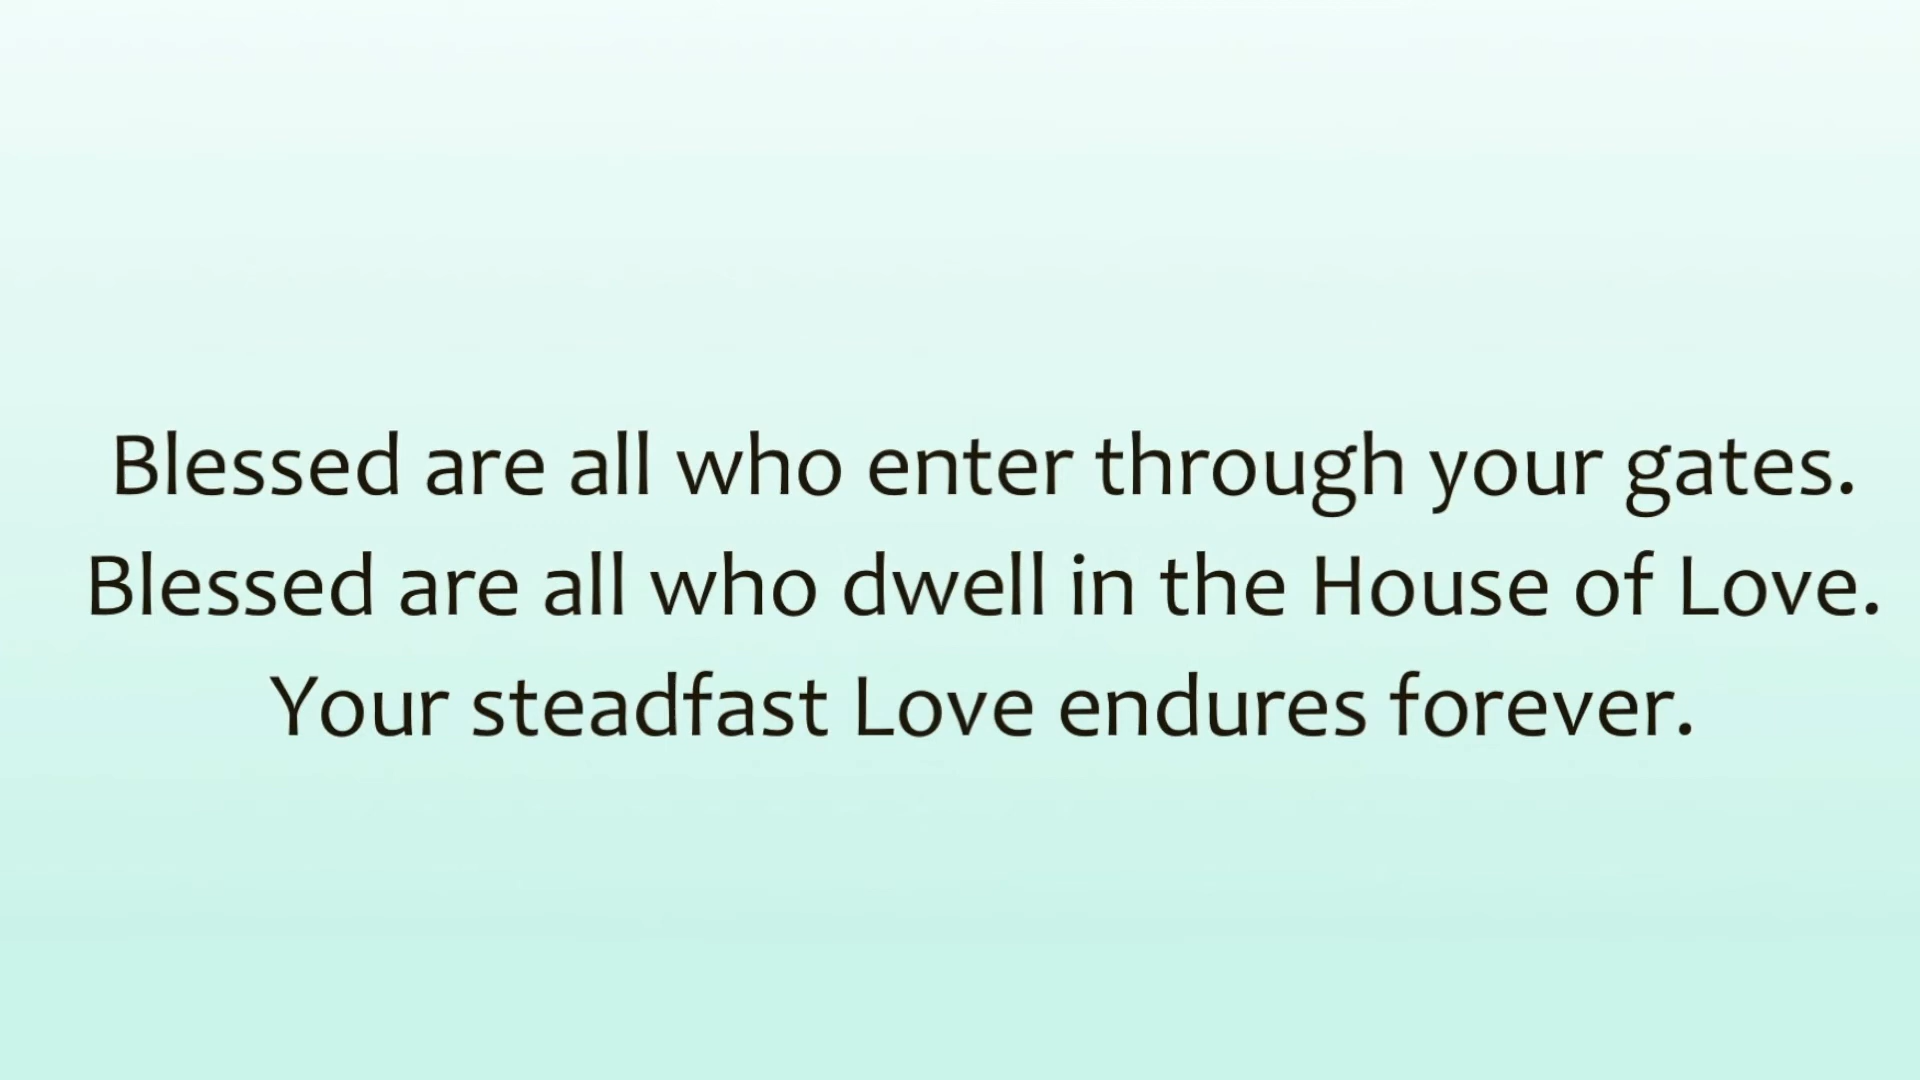 Blessed are all who enter through your gates.
Blessed are all who dwell in the House of Love.
Your steadfast Love endures forever.